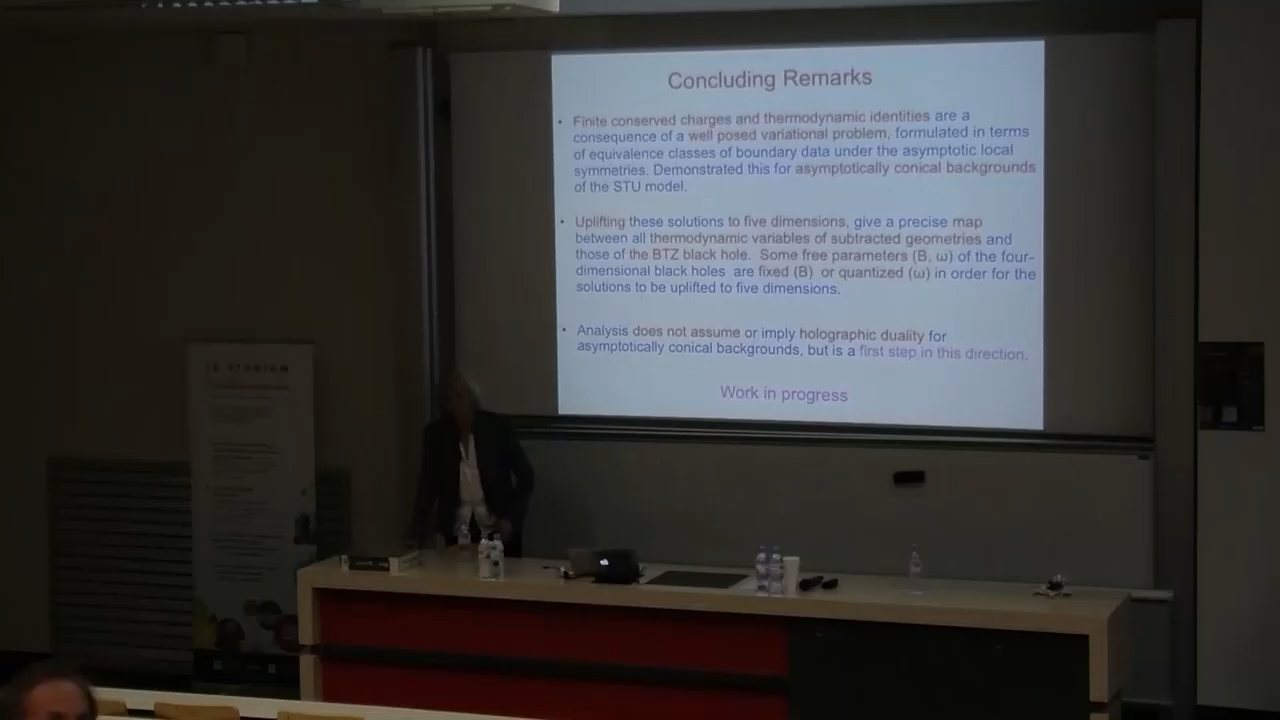 Concluding Remarks
• Finite conserved charges and thermodynamic identities are a
consequence of a well posed variational problem, formulated in terms
of equivalence classes of boundary data under the asymptotic local
symmetries. Demonstrated this for asymptotically conical backgrounds
of the STU model.
• Uplifting these solutions to five dimensions, give a precise map
between all thermodynamic variables of subtracted geometries and
those of the BTZ black hole. Some free parameters (B, ω) of the four-
dimensional black holes are fixed (B) or quantized (ω) in order for the
solutions to be uplifted to five dimensions.
• Analysis does not assume or imply holographic duality for
asymptotically conical backgrounds, but is a first step in this direction.
Work in progress
LE STUDIUM